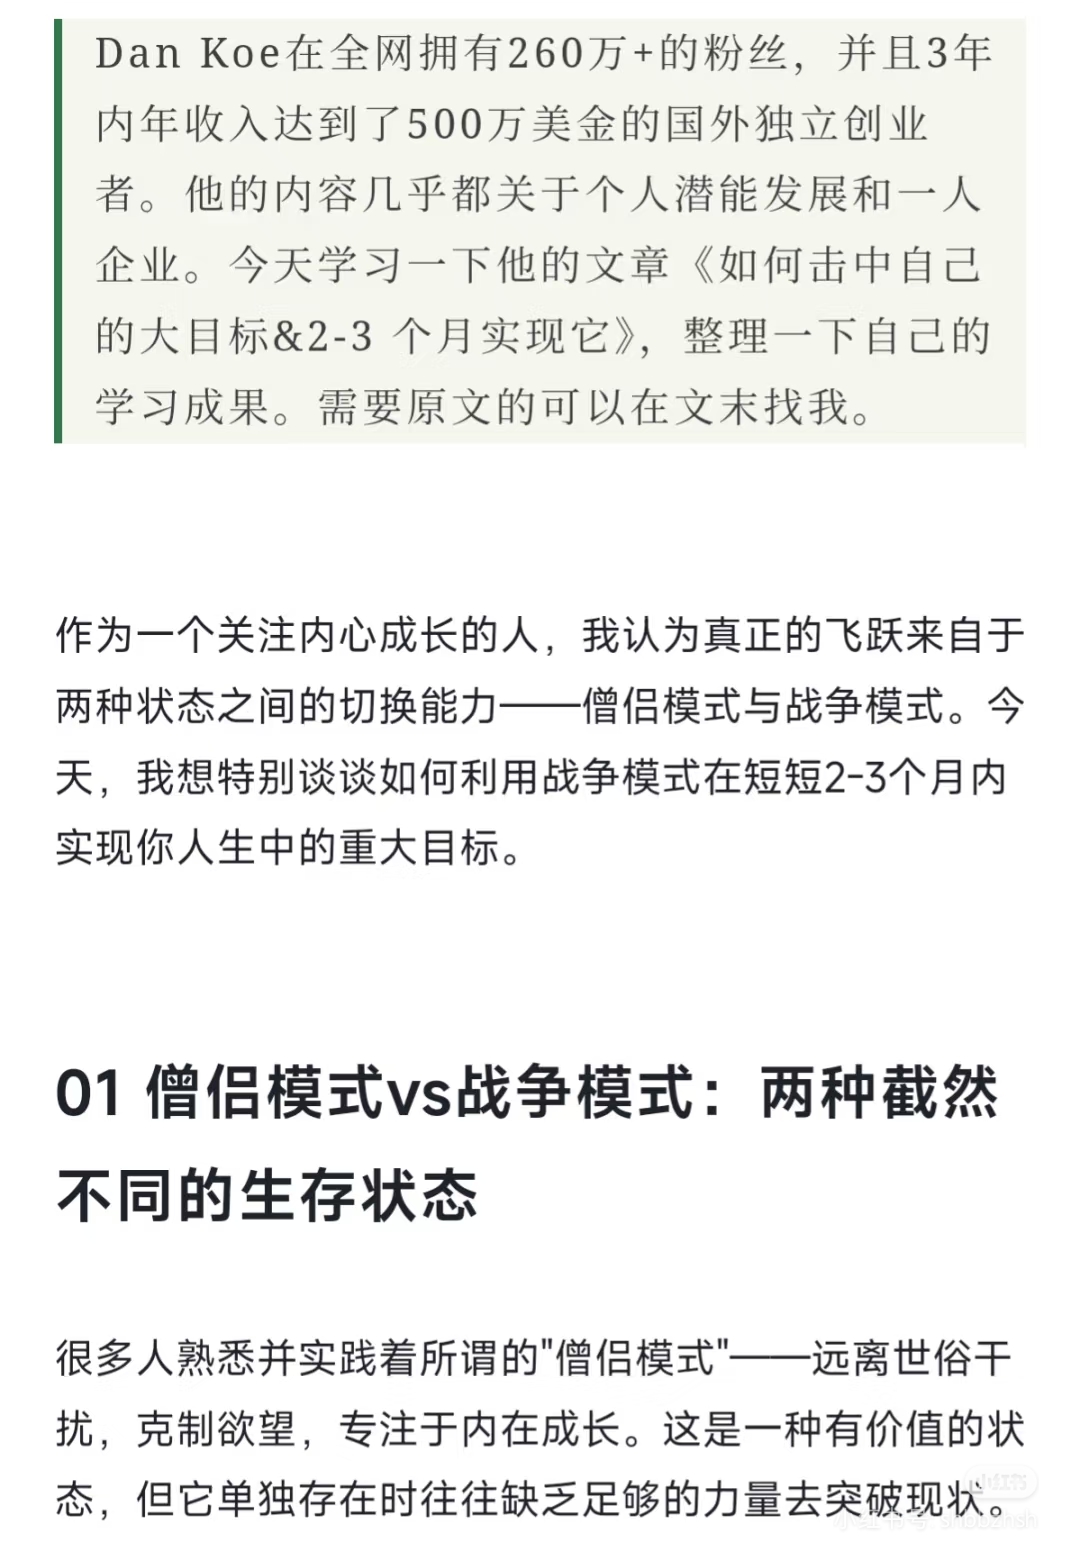 Dan Koe在全网拥有260万+的粉丝，并且3年
内年收入达到了500万美金的国外独立创业
者。他的内容几乎都关于个人潜能发展和一人
企业。今天学习一下他的文章《如何击中自己
的大目标&2-3 个月实现它》，整理一下自己的
学习成果。需要原文的可以在文末找我。
作为一个关注内心成长的人，我认为真正的飞跃来自于
两种状态之间的切换能力——僧侣模式与战争模式。今
天，我想特别谈谈如何利用战争模式在短短2-3个月内
实现你人生中的重大目标。
01 僧侣模式vs战争模式：两种截然
不同的生存状态
很多人熟悉并实践着所谓的"僧侣模式"——远离世俗干
扰，克制欲望，专注于内在成长。这是一种有价值的状
态，但它单独存在时往往缺乏足够的力量去突破现状。
小红书